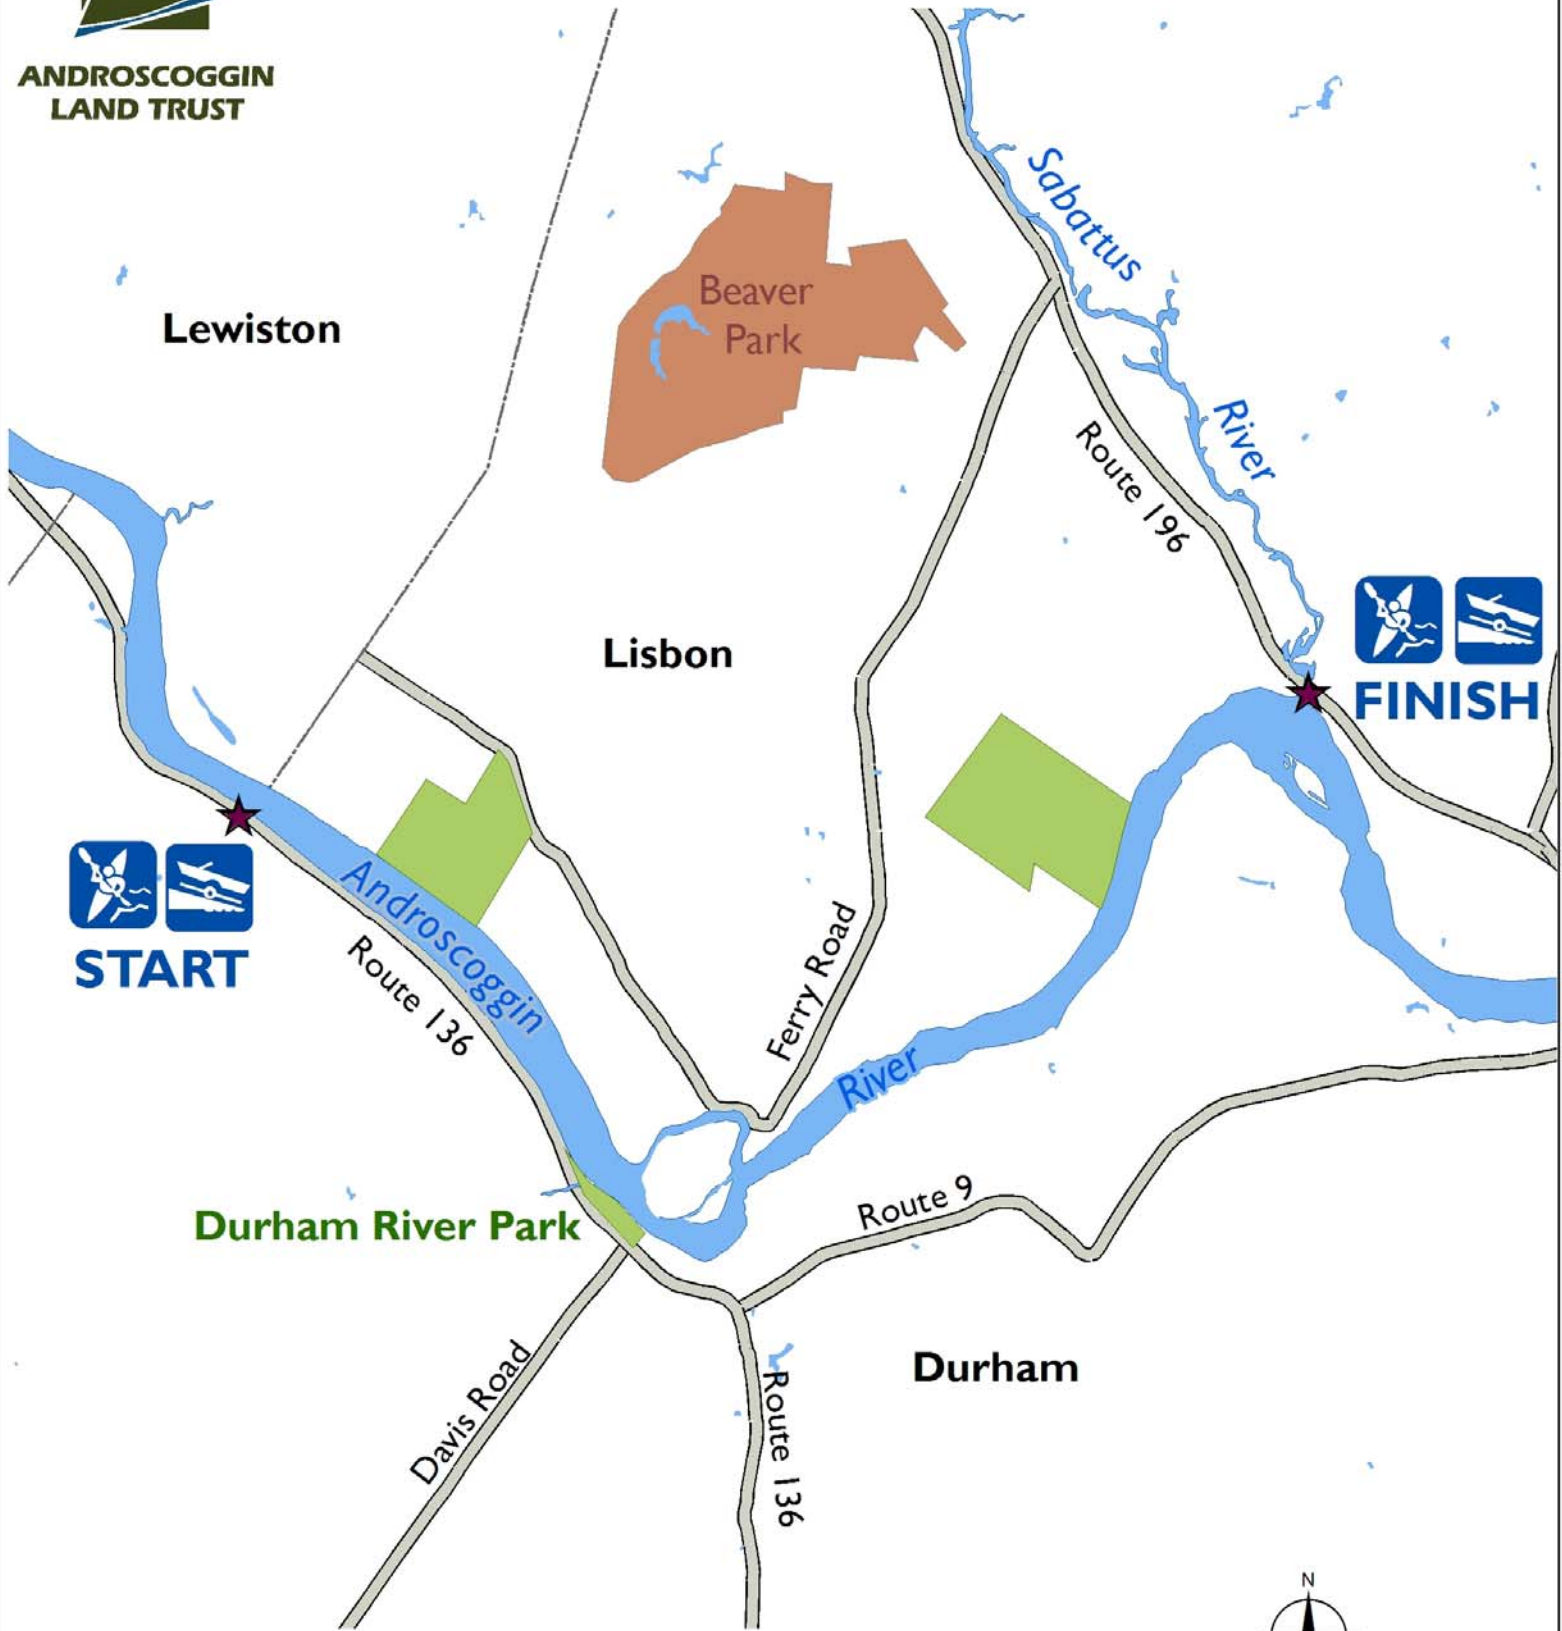 ANDROSCOGGIN
LAND TRUST
Sabattus
River
Beaver
Park
Lewiston
Route 196
Lisbon
FINISH
START
Androscoggin
River
Route 136
Ferry Road
Durham River Park
Route 9
Davis Road
Durham
Route 136
N